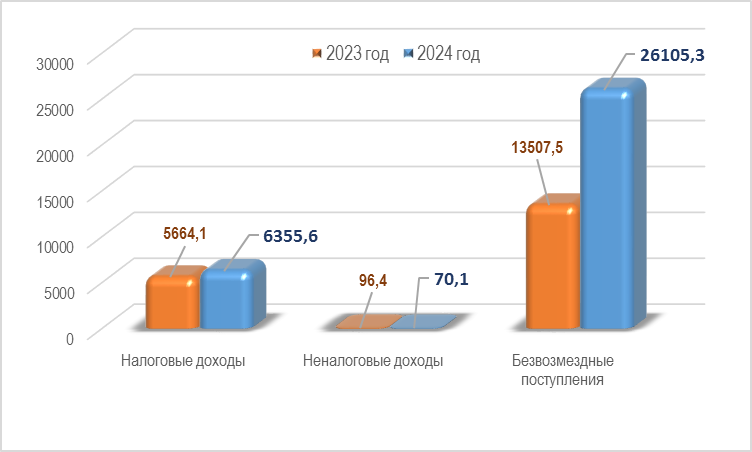 2023 год 2024 год
30000
25000
20000
15000
10000
5000
0
5664,1
6355,6
96,4
70,1
13507,5
26105,3
Налоговые доходы
Неналоговые доходы
Безвозмездные
поступления